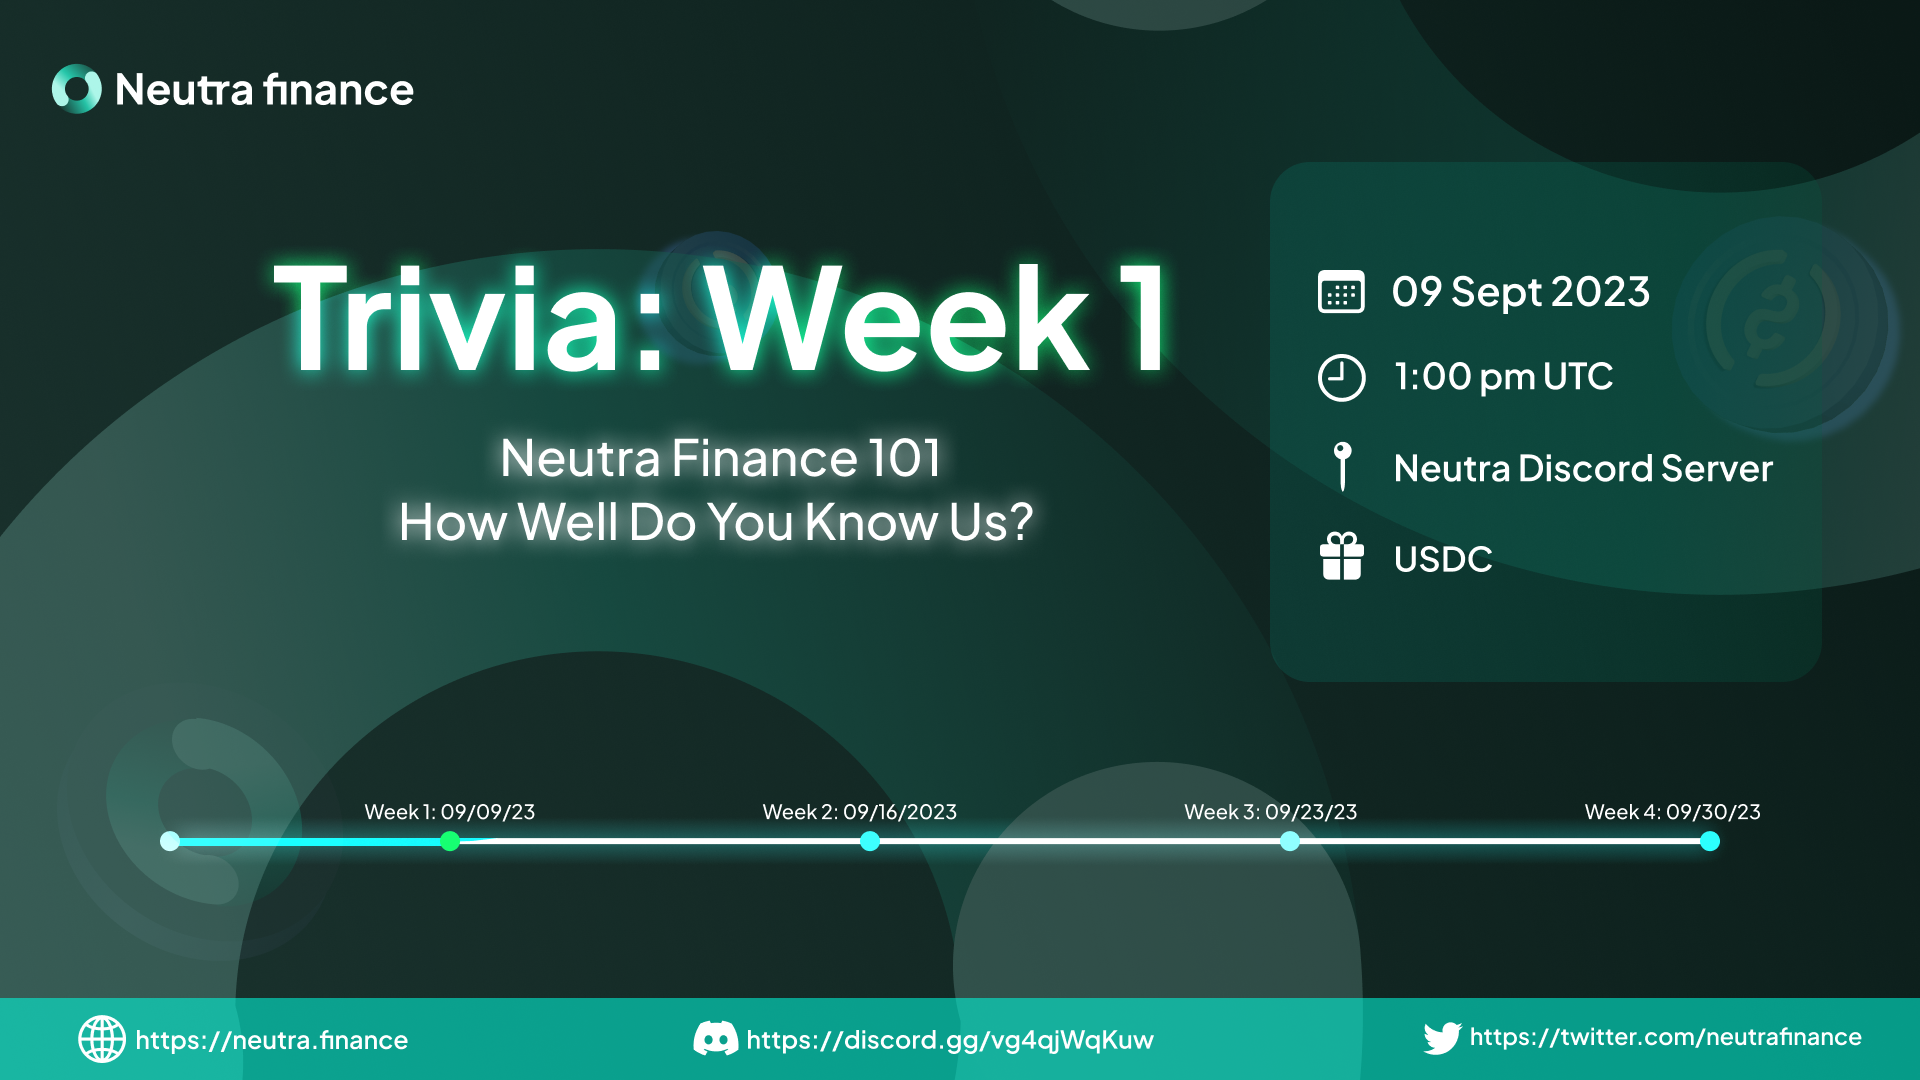 Neutra finance
Trivia: Week 1
Neutra Finance 101
How Well Do You Know Us?
09 Sept 2023
1:00 pm UTC
Neutra Discord Server
USDC
Week 1: 09/09/23
Week 2: 09/16/2023
Week 3: 09/23/23
Week 4: 09/30/23
https://neutra.finance
https://discord.gg/vg4qjWqKuw
https://twitter.com/neutrafinance